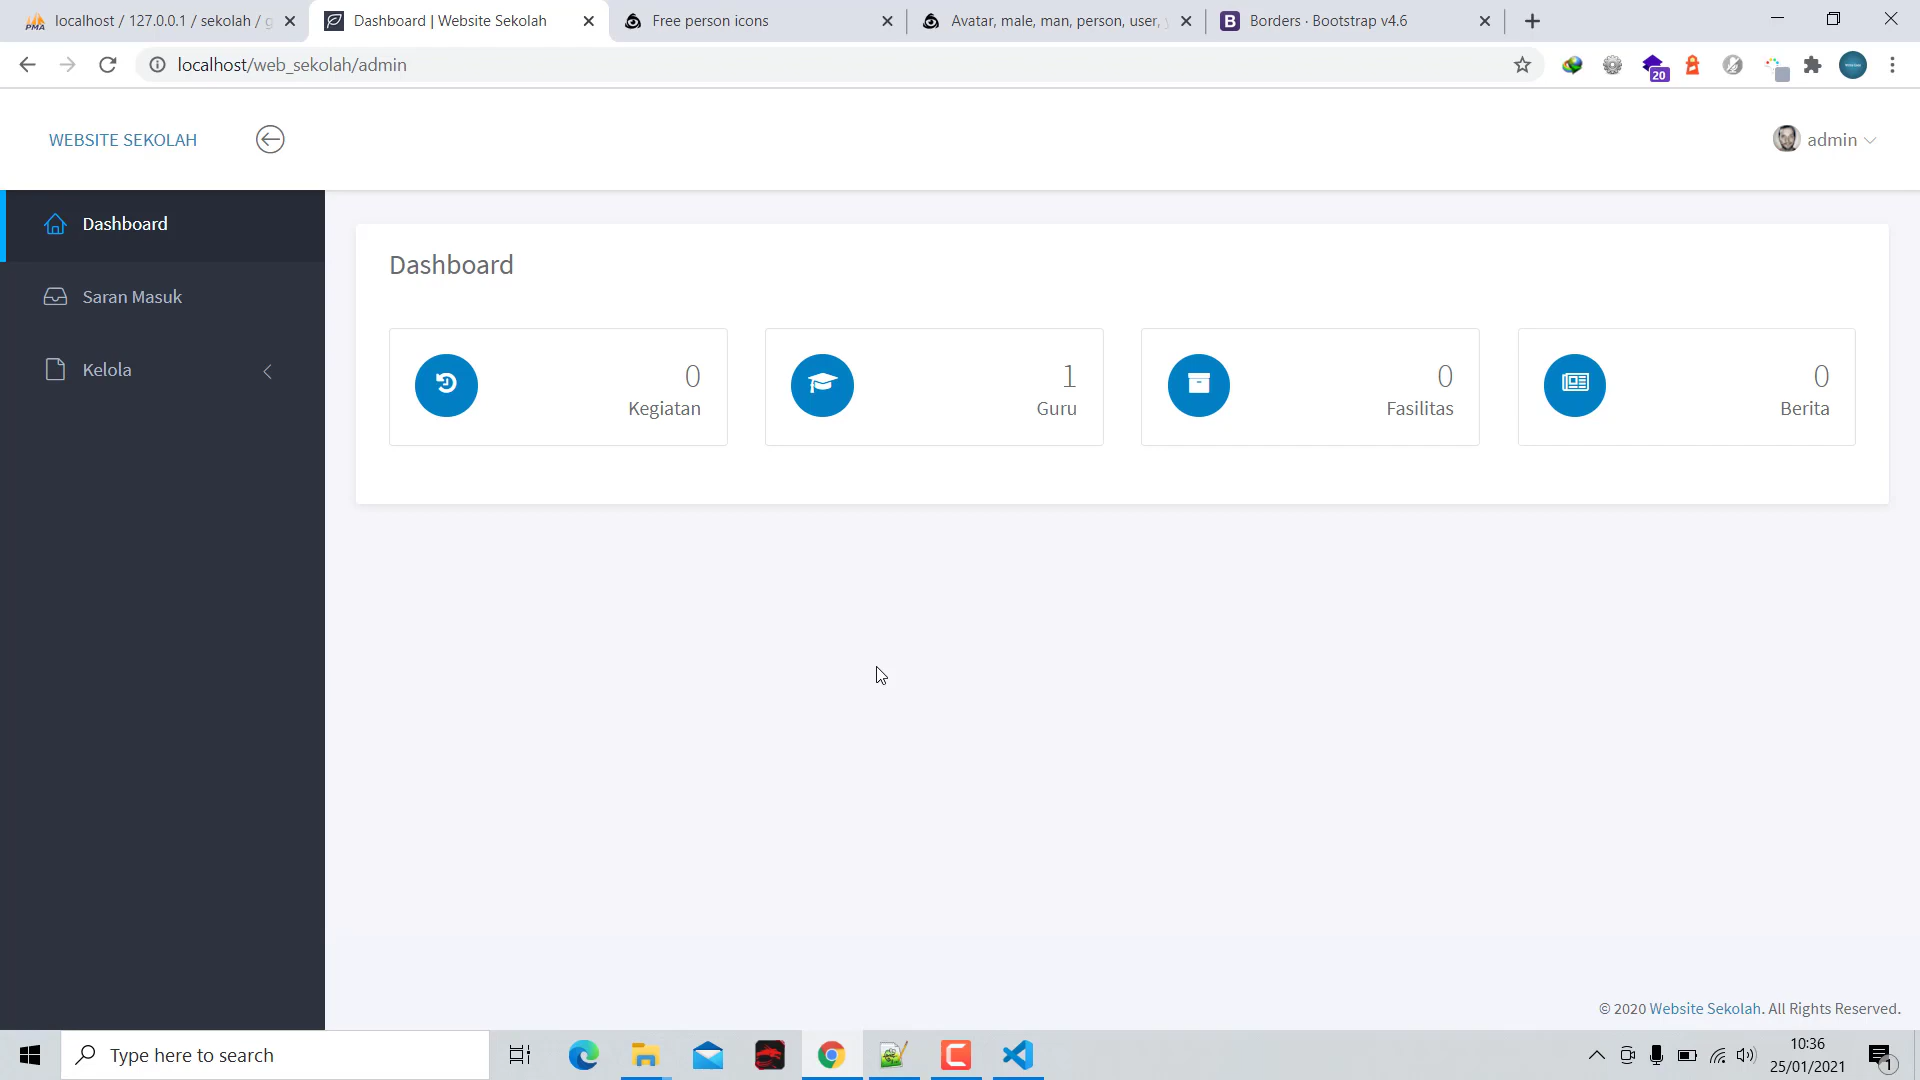 localhost / 127.0.0.1 / sekolah / g
Dashboard | Website Sekolah
Free person icons
Avatar, male, man, person, user,
Borders · Bootstrap v4.6
localhost/web_sekolah/admin
20
WEBSITE SEKOLAH
admin
Dashboard
Saran Masuk
Kelola
Dashboard
0
Kegiatan
1
Guru
0
Fasilitas
0
Berita
© 2020 Website Sekolah. All Rights Reserved.
Type here to search
10:36
25/01/2021
1